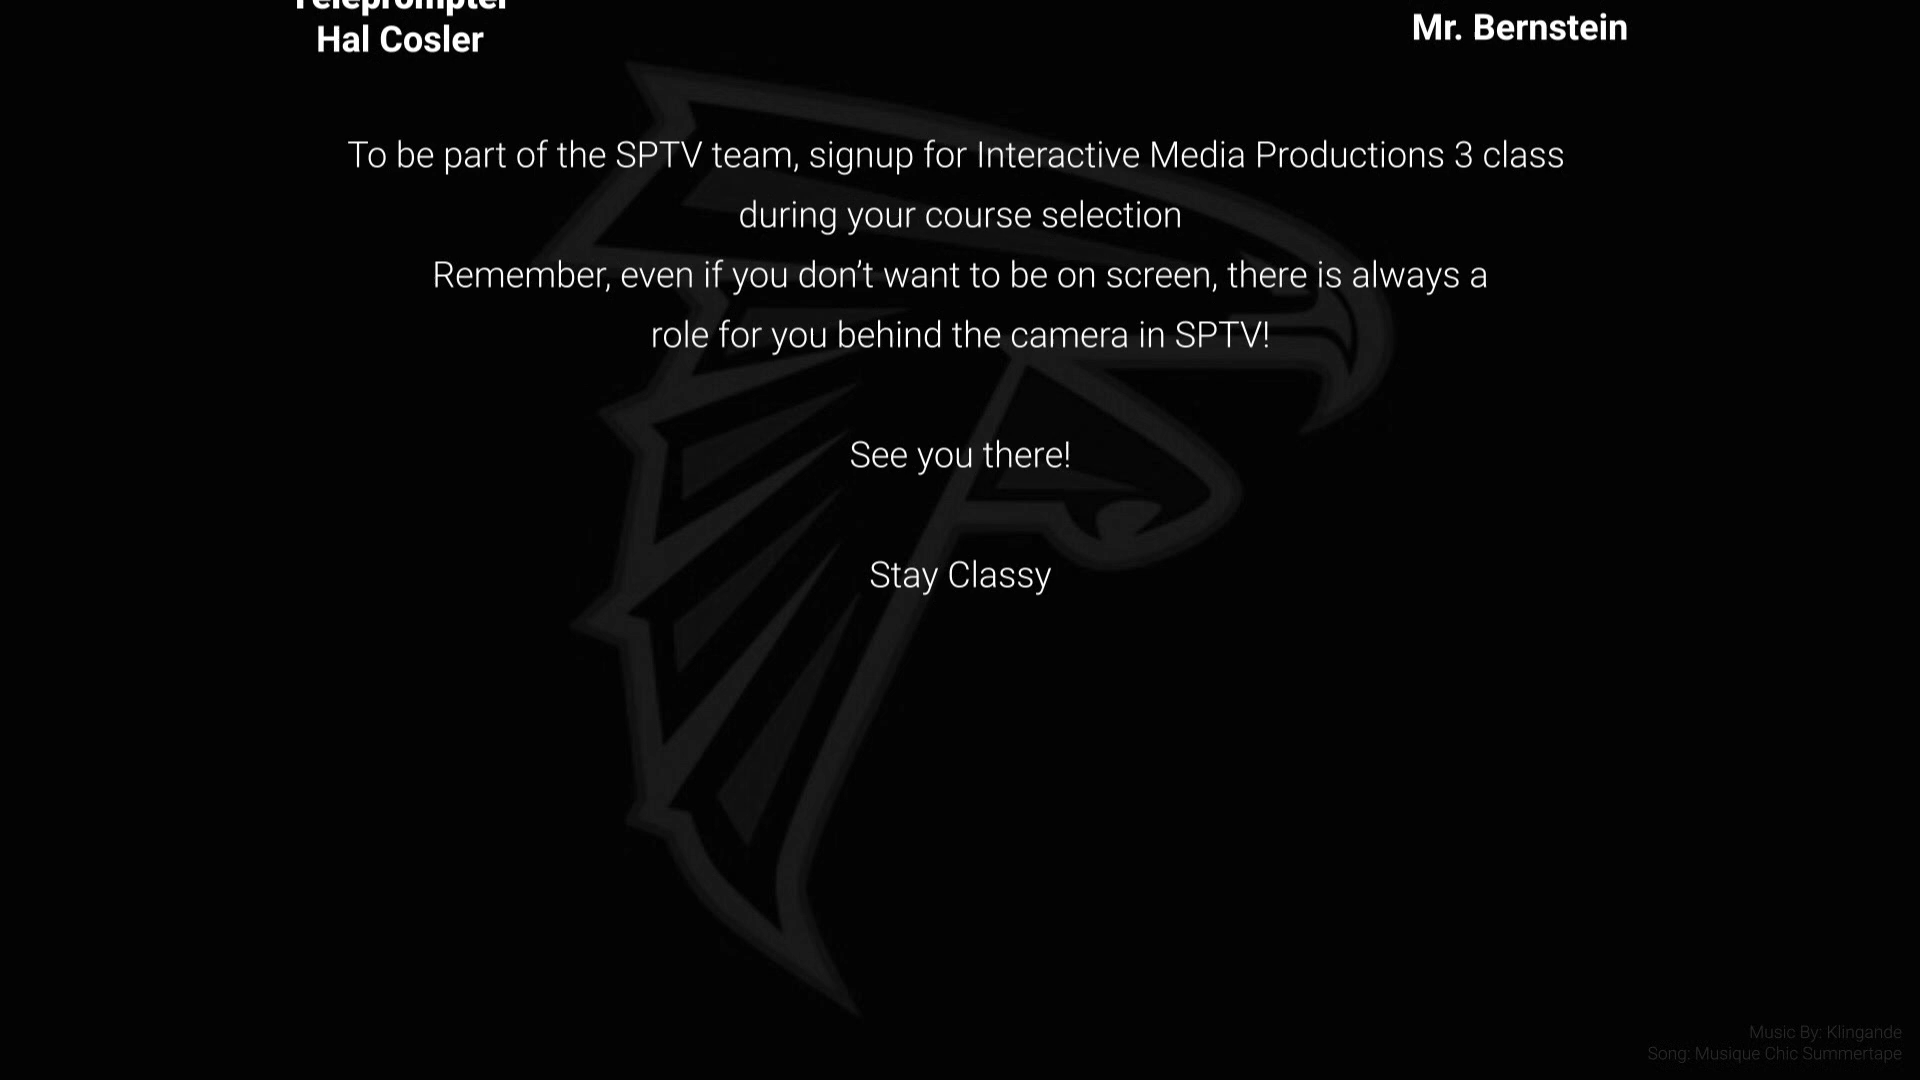 Teleprompter
Hal Cosler
Mr. Bernstein
To be part of the SPTV team, signup for Interactive Media Productions 3 class
during your course selection
Remember, even if you don’t want to be on screen, there is always a
role for you behind the camera in SPTV!
See you there!
Stay Classy
Music By: Klingande
Song: Musique Chic Summertape